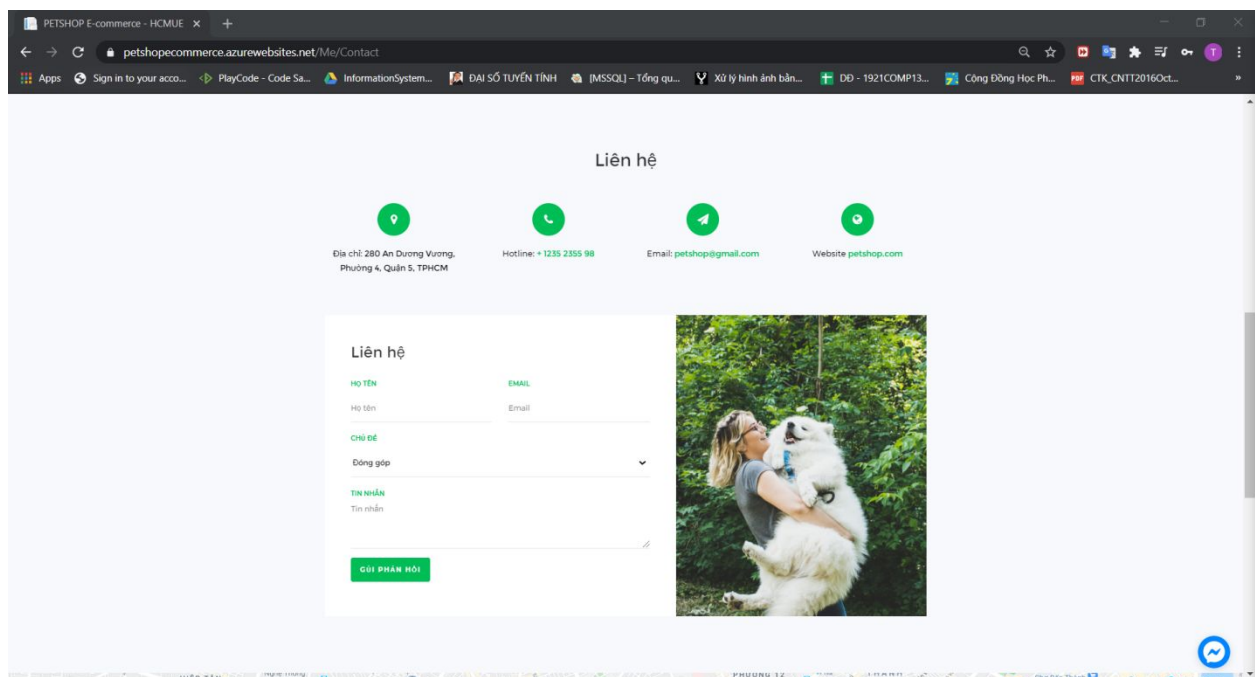 PETSHOP E-commerce - HCMUE
petshopecommerce.azurewebsites.net/Me/Contact
T
Apps
Sign in to your acco...
PlayCode - Code Sa...
InformationSystem...
ĐẠI SỐ TUYẾN TÍNH
[MSSQL] – Tổng qu...
Xử lý hình ảnh bằn...
DD - 1921COMP13...
Cộng Đồng Học Ph...
PDF
CTK_CNTT2016Oct...
»
Liên hệ
Địa chỉ: 280 An Dương Vương,
Phường 4, Quận 5, TPHCM
Hotline: + 1235 2355 98
Email: petshop@gmail.com
Website petshop.com
Liên hệ
HỌ TÊN
EMAIL
Họ tên
Email
CHỦ ĐỀ
Đóng góp
TIN NHẮN
Tin nhắn
GỬI PHẢN HỒI
PHƯỜNG 12